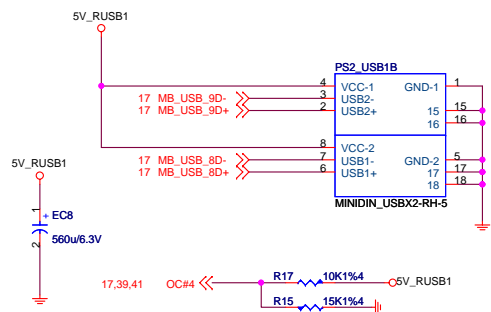 5V_RUSB1
PS2_USB1B
4 VCC-1 GND-1 1
17 MB_USB_9D- 3 USB2-
17 MB_USB_9D+ 2 USB2+ 15 15
16 16
8 VCC-2
17 MB_USB_8D- 7 USB1- GND-2 5
17 MB_USB_8D+ 6 USB1+ 17 17
18 18
MINIDIN_USBX2-RH-5
5V_RUSB1
1
+ EC8
2
560u/6.3V
17,39,41 OC#4
R17 10K1%4 5V_RUSB1
R15 15K1%4